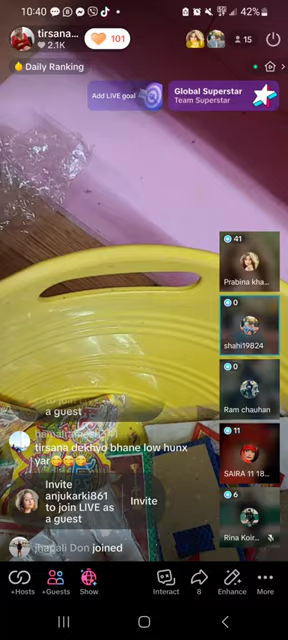 10:40
42%
tirsana...
2.1K
101
15
Daily Ranking
Add LIVE goal
Global Superstar
Team Superstar
41
Prabina kha...
0
shahi19824
0
Ram chauhan
11
SAIRA 11 18...
6
Rina Koir...
a guest
tirsana dekhyo bhane low hunx
yar
Invite
anjukarki861
to join LIVE as
a guest
Invite
jhapali Don joined
+Hosts
+Guests
Show
Interact
8
Enhance
More